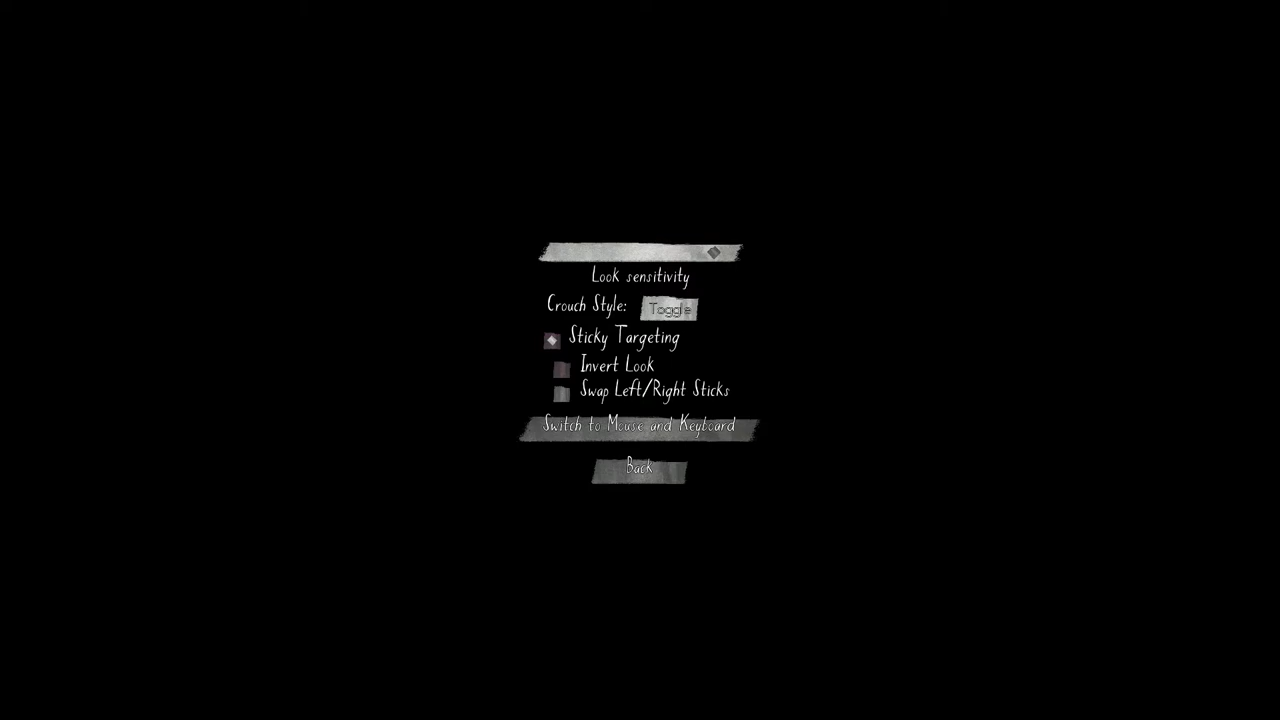 Look sensitivity
Crouch Style: Toggle
Sticky Targeting
Invert Look
Swap Left/Right Sticks
Switch to Mouse and Keyboard
Back